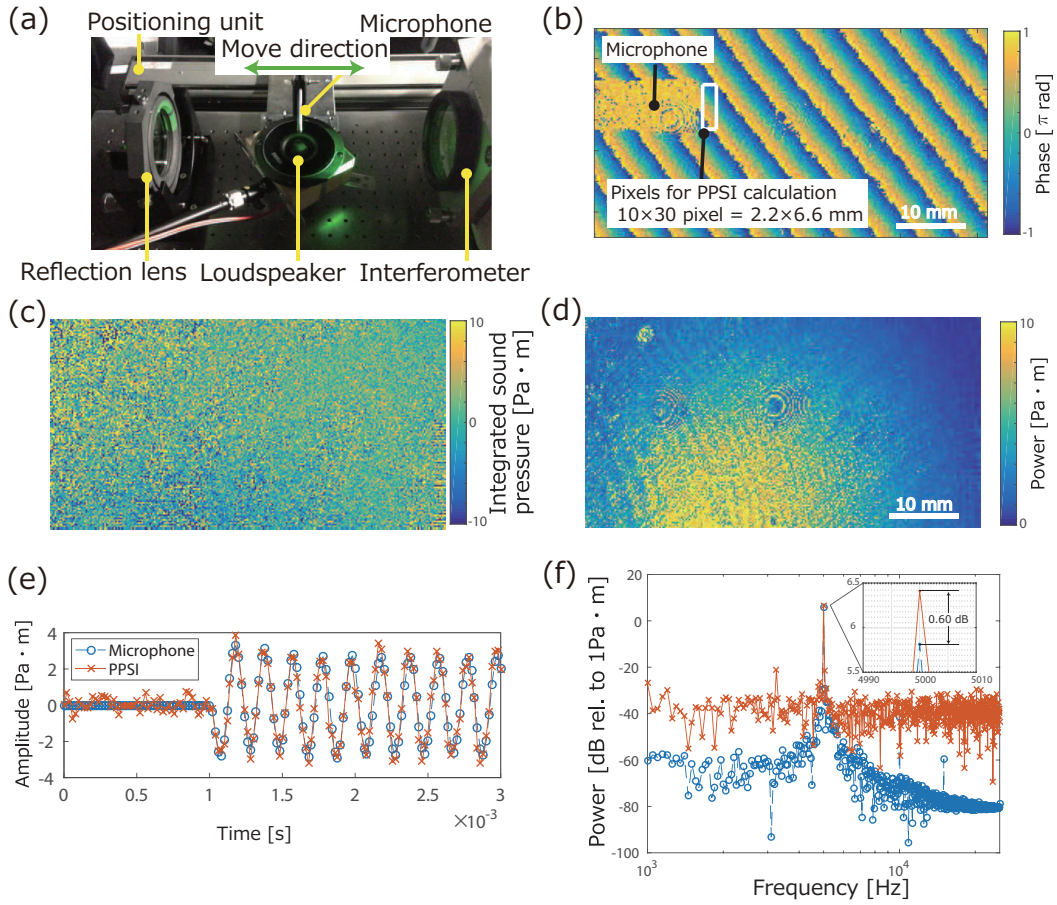 (a)
Positioning unit
Microphone
Move direction
Reflection lens
Loudspeaker
Interferometer
(b)
Microphone
Pixels for PPSI calculation
10×30 pixel = 2.2×6.6 mm
10 mm
1
0
-1
Phase [π rad]
(c)
10
0
-10
Integrated sound
pressure [Pa・m]
(d)
10 mm
10
0
Power [Pa・m]
(e)
Microphone
PPSI
4
2
0
-2
-4
Amplitude [Pa・m]
0
0.5
1
1.5
2
2.5
3
×10⁻³
Time [s]
(f)
20
0
-20
-40
-60
-80
-100
Power [dB rel. to 1Pa・m]
10³
10⁴
Frequency [Hz]
6.5
6
5.5
4990
5000
5010
0.60 dB